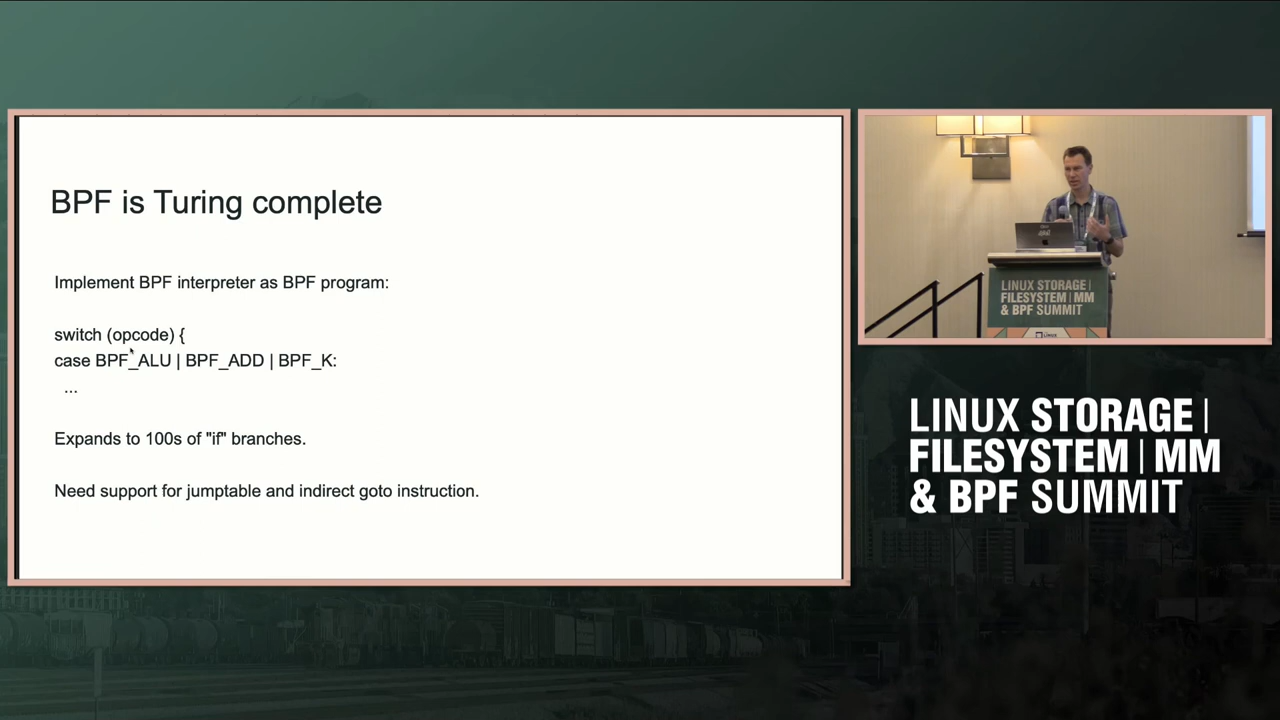 BPF is Turing complete
Implement BPF interpreter as BPF program:
switch (opcode) {
case BPF_ALU | BPF_ADD | BPF_K:
...
Expands to 100s of "if" branches.
Need support for jumptable and indirect goto instruction.
LINUX STORAGE |
FILESYSTEM | MM
& BPF SUMMIT
LINUX STORAGE |
FILESYSTEM | MM
& BPF SUMMIT